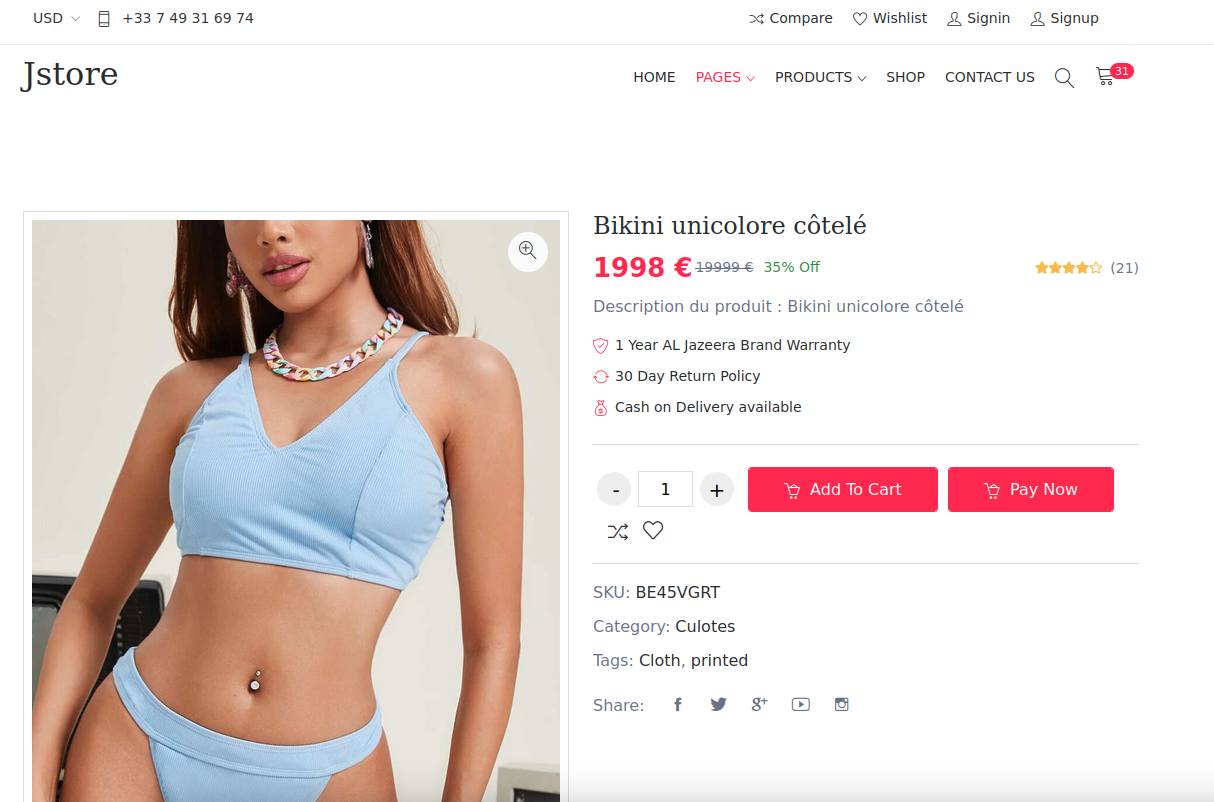 USD +33 7 49 31 69 74 Compare Wishlist Signin Signup
Jstore HOME PAGES PRODUCTS SHOP CONTACT US 31
Bikini unicolore côtelé
1998 € 19999 € 35% Off (21)
Description du produit : Bikini unicolore côtelé
1 Year AL Jazeera Brand Warranty
30 Day Return Policy
Cash on Delivery available
- 1 + Add To Cart Pay Now
SKU: BE45VGRT
Category: Culotes
Tags: Cloth, printed
Share: